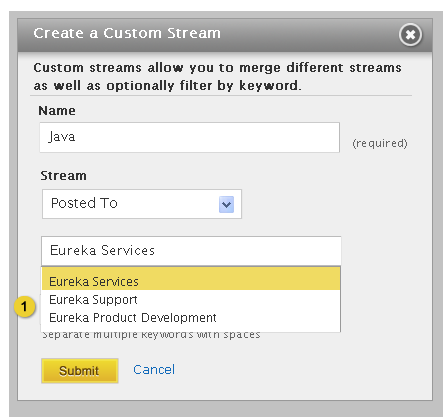 Create a Custom Stream
Custom streams allow you to merge different streams
as well as optionally filter by keyword.
Name
Java
(required)
Stream
Posted To
Eureka Services
Eureka Services
1
Eureka Support
Eureka Product Development
Separate multiple keywords with spaces
Submit
Cancel